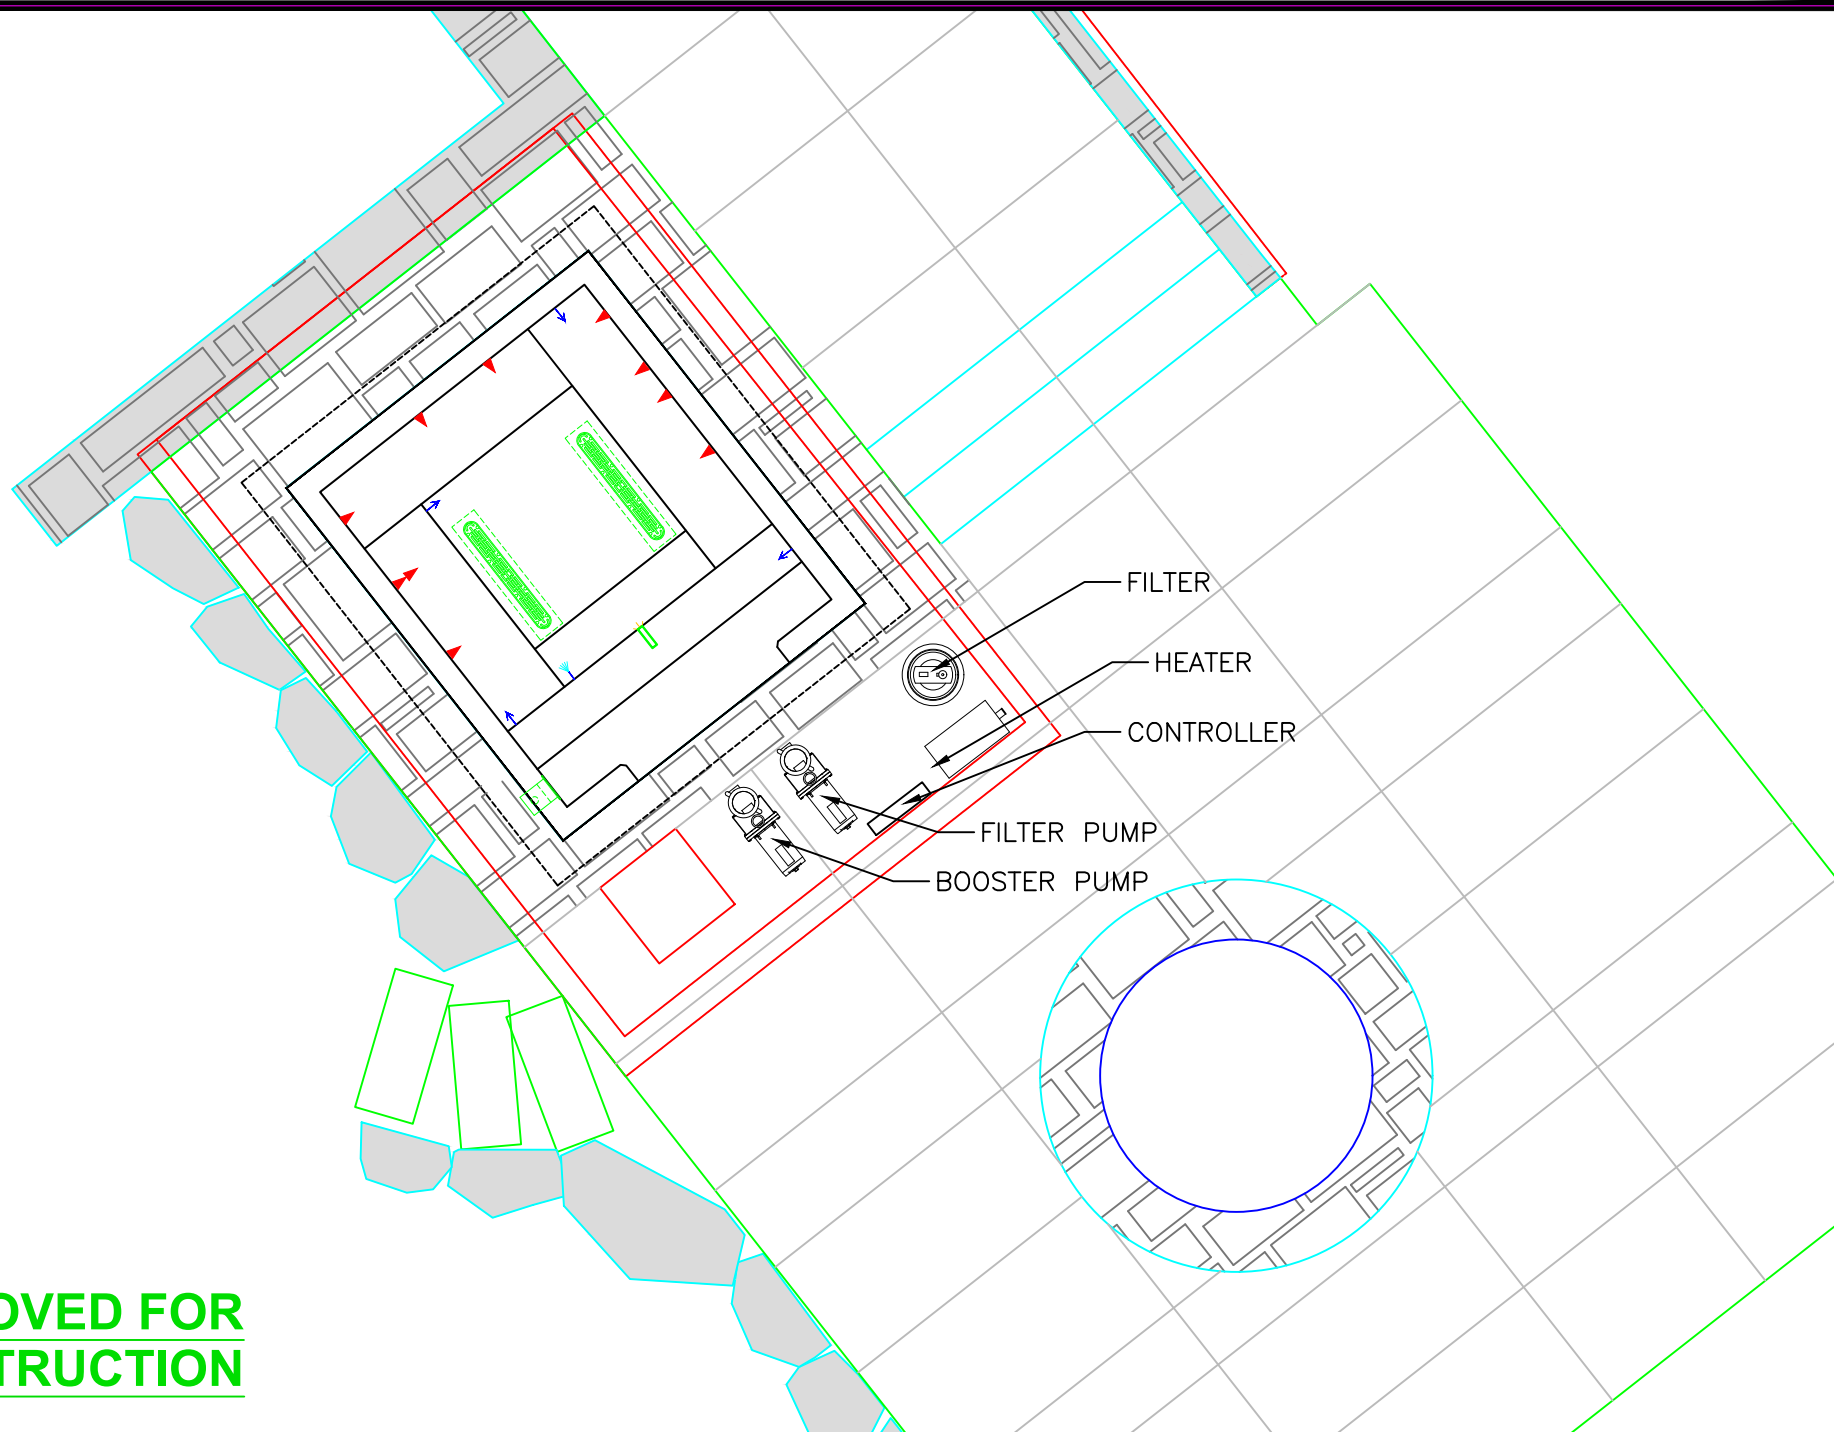 FILTER
HEATER
CONTROLLER
FILTER PUMP
BOOSTER PUMP
OVED FOR
TRUCTION